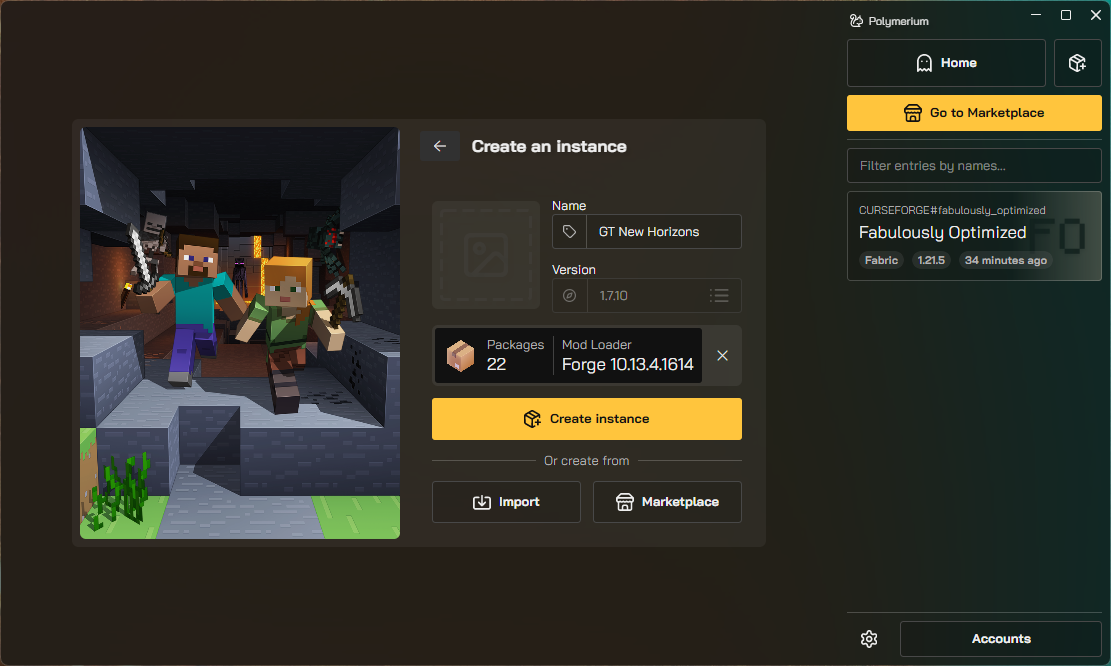 Polymerium
Home
Go to Marketplace
Filter entries by names...
CURSEFORGE#fabulously_optimized
Fabulously Optimized
Fabric 1.21.5 34 minutes ago
FO
Create an instance
Name
GT New Horizons
Version
1.7.10
Packages
22
Mod Loader
Forge 10.13.4.1614
Create instance
Or create from
Import
Marketplace
Accounts